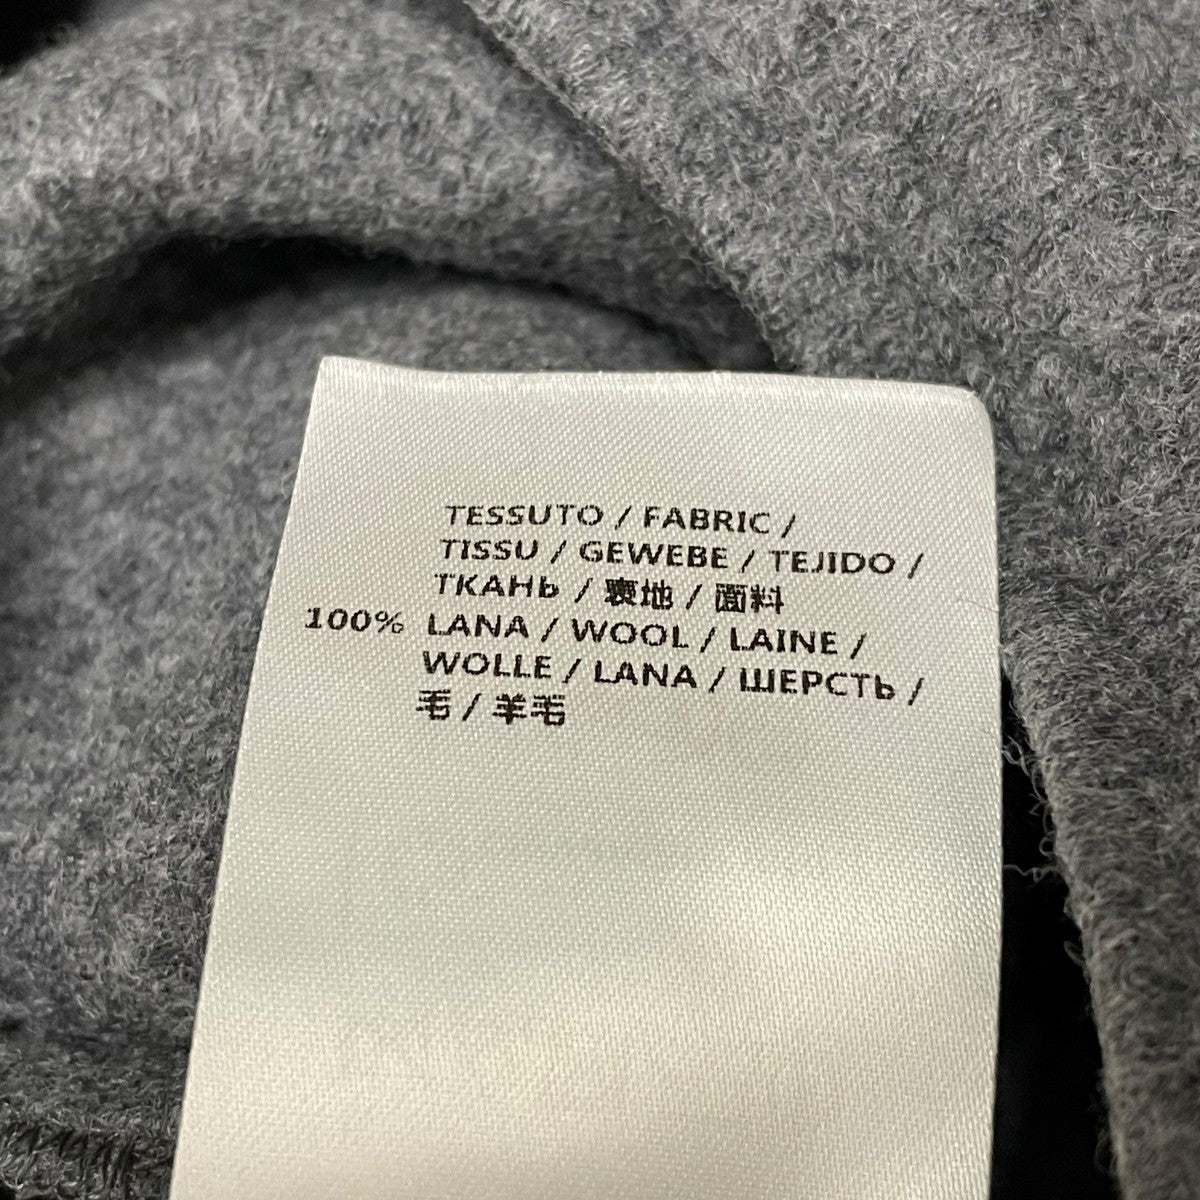 TESSUTO / FABRIC /
TISSU / GEWEBE / TEJIDO /
ТКАНЬ / 表地 / 面料
100% LANA / WOOL / LAINE /
WOLLE / LANA / ШЕРСТЬ /
毛 / 羊毛